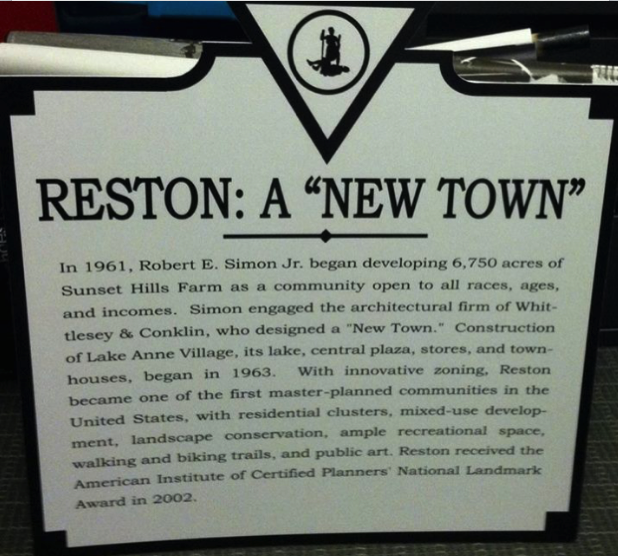 RESTON: A “NEW TOWN”
In 1961, Robert E. Simon Jr. began developing 6,750 acres of
Sunset Hills Farm as a community open to all races, ages,
and incomes. Simon engaged the architectural firm of Whit-
tlesey & Conklin, who designed a "New Town." Construction
of Lake Anne Village, its lake, central plaza, stores, and town-
houses, began in 1963. With innovative zoning, Reston
became one of the first master-planned communities in the
United States, with residential clusters, mixed-use develop-
ment, landscape conservation, ample recreational space,
walking and biking trails, and public art. Reston received the
American Institute of Certified Planners' National Landmark
Award in 2002.